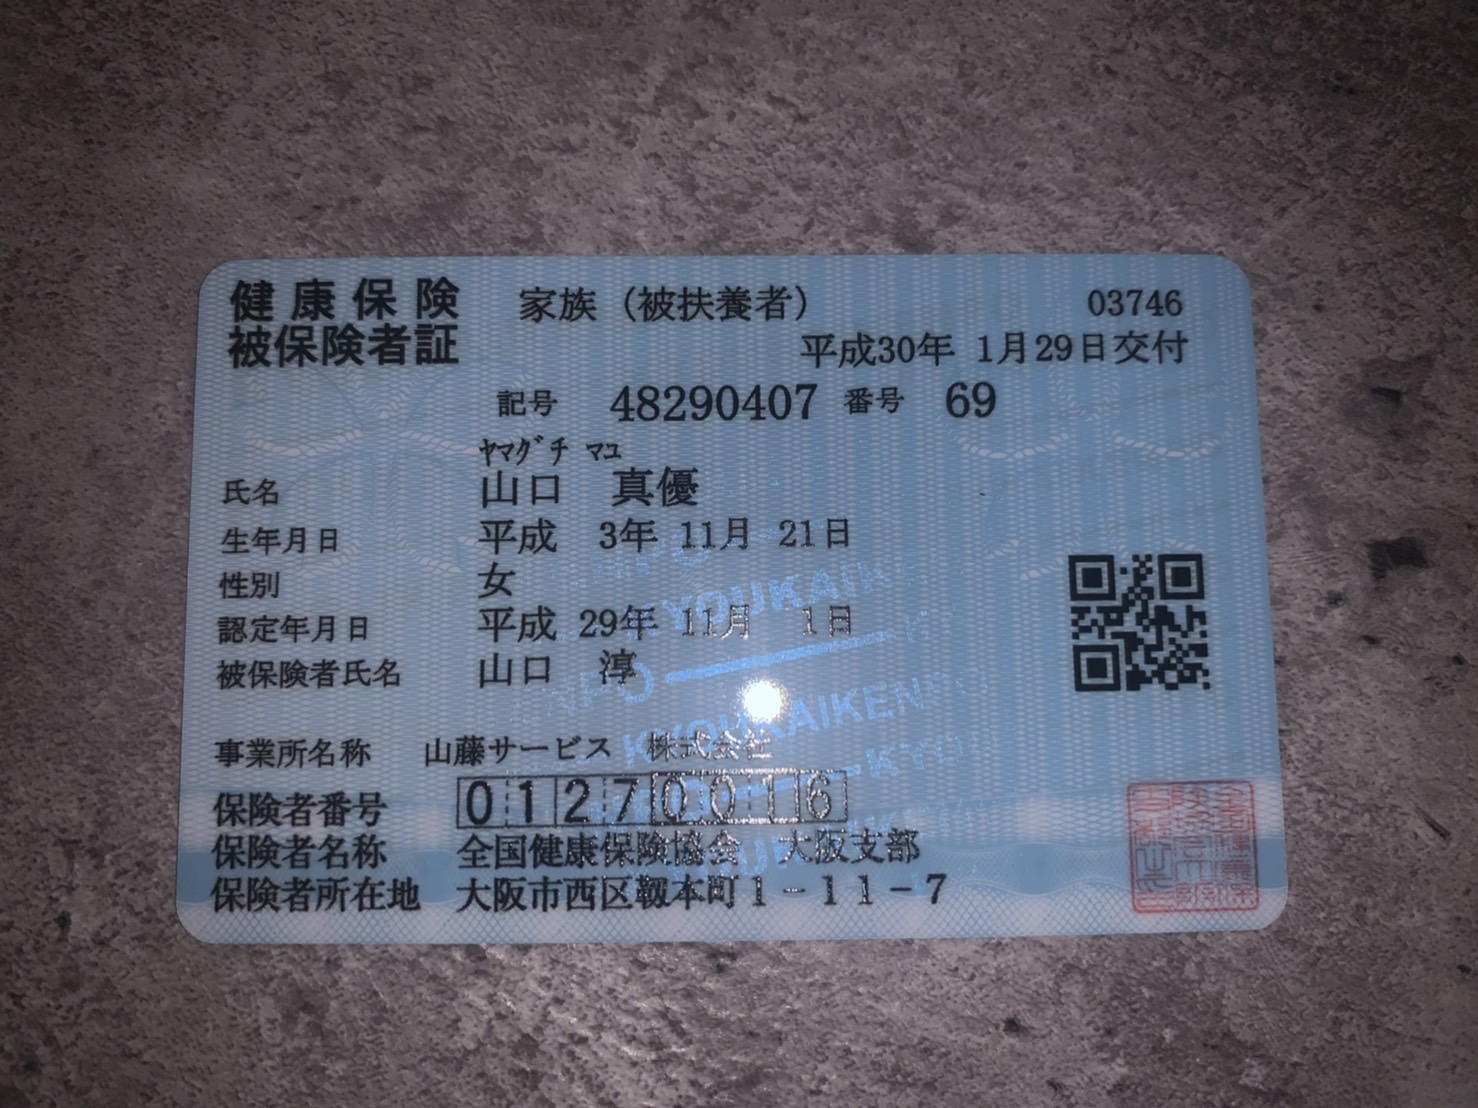 健康保険 家族（被扶養者） 03746
被保険者証 平成30年 1月29日交付
記号 48290407 番号 69
ﾔﾏｸﾞﾁ ﾏﾕ
氏名 山口 真優
生年月日 平成 3年 11月 21日
性別 女
認定年月日 平成 29年 11月 1日
被保険者氏名 山口 淳
事業所名称 山藤サービス 株式会社
保険者番号 01270016
保険者名称 全国健康保険協会 大阪支部
保険者所在地 大阪市西区靱本町1-11-7
KYOUKAIKENPO